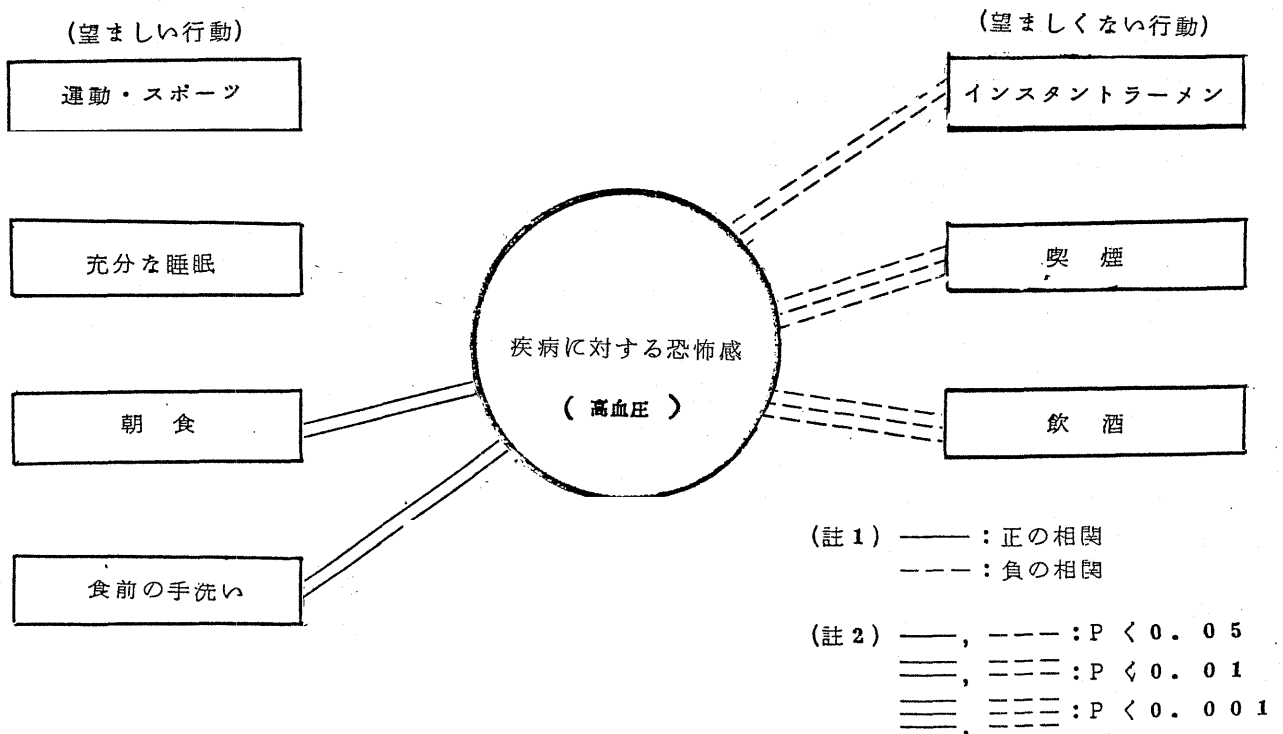 (望ましい行動)
運動・スポーツ
充分な睡眠
朝 食
食前の手洗い
疾病に対する恐怖感
( 高血圧 )
(望ましくない行動)
インスタントラーメン
喫 煙
飲 酒
(註1) ——— : 正の相関
--- : 負の相関
(註2) ———, --- : P < 0. 05
═══, === : P < 0. 01
≡≡≡, ≡≡≡ : P < 0. 001